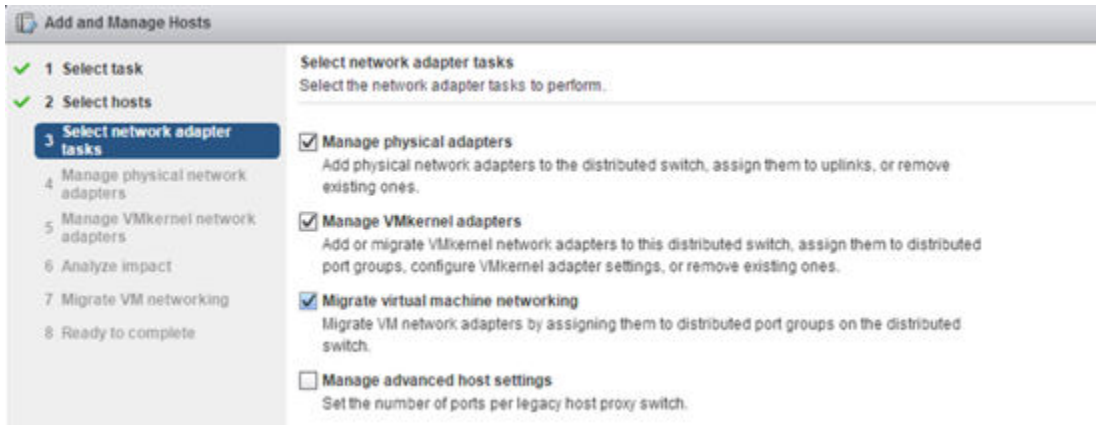 Add and Manage Hosts
1 Select task
2 Select hosts
3 Select network adapter
tasks
4 Manage physical network
adapters
5 Manage VMkernel network
adapters
6 Analyze impact
7 Migrate VM networking
8 Ready to complete
Select network adapter tasks
Select the network adapter tasks to perform.
Manage physical adapters
Add physical network adapters to the distributed switch, assign them to uplinks, or remove
existing ones.
Manage VMkernel adapters
Add or migrate VMkernel network adapters to this distributed switch, assign them to distributed
port groups, configure VMkernel adapter settings, or remove existing ones.
Migrate virtual machine networking
Migrate VM network adapters by assigning them to distributed port groups on the distributed
switch.
Manage advanced host settings
Set the number of ports per legacy host proxy switch.